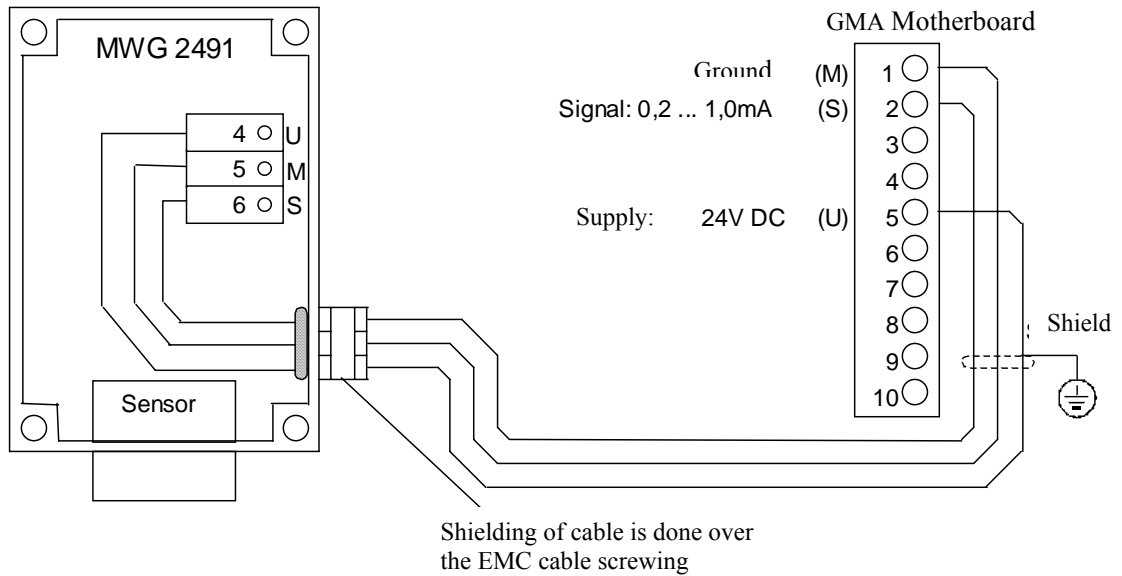 MWG 2491
4 U
5 M
6 S
Sensor
GMA Motherboard
Ground (M) 1
Signal: 0,2 ... 1,0mA (S) 2
3
4
Supply: 24V DC (U) 5
6
7
8
9
10
Shield
Shielding of cable is done over
the EMC cable screwing